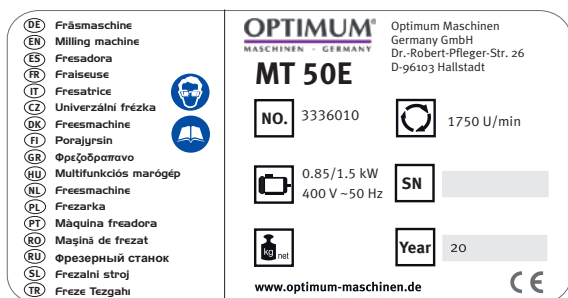 DE Fräsmaschine
EN Milling machine
ES Fresadora
FR Fraiseuse
IT Fresatrice
CZ Univerzální frézka
DK Freesmachine
FI Porajyrsin
GR Φρεζοδραπανο
HU Multifunkciós marógép
NL Freesmachine
PL Frezarka
PT Màquina freadora
RO Maşină de frezat
RU Фрезерный станок
SL Frezalni stroj
TR Freze Tezgahı
OPTIMUM®
MASCHINEN - GERMANY
MT 50E
Optimum Maschinen
Germany GmbH
Dr.-Robert-Pfleger-Str. 26
D-96103 Hallstadt
NO. 3336010
1750 U/min
0.85/1.5 kW
400 V ~50 Hz
SN
kg net
Year 20
www.optimum-maschinen.de
CE